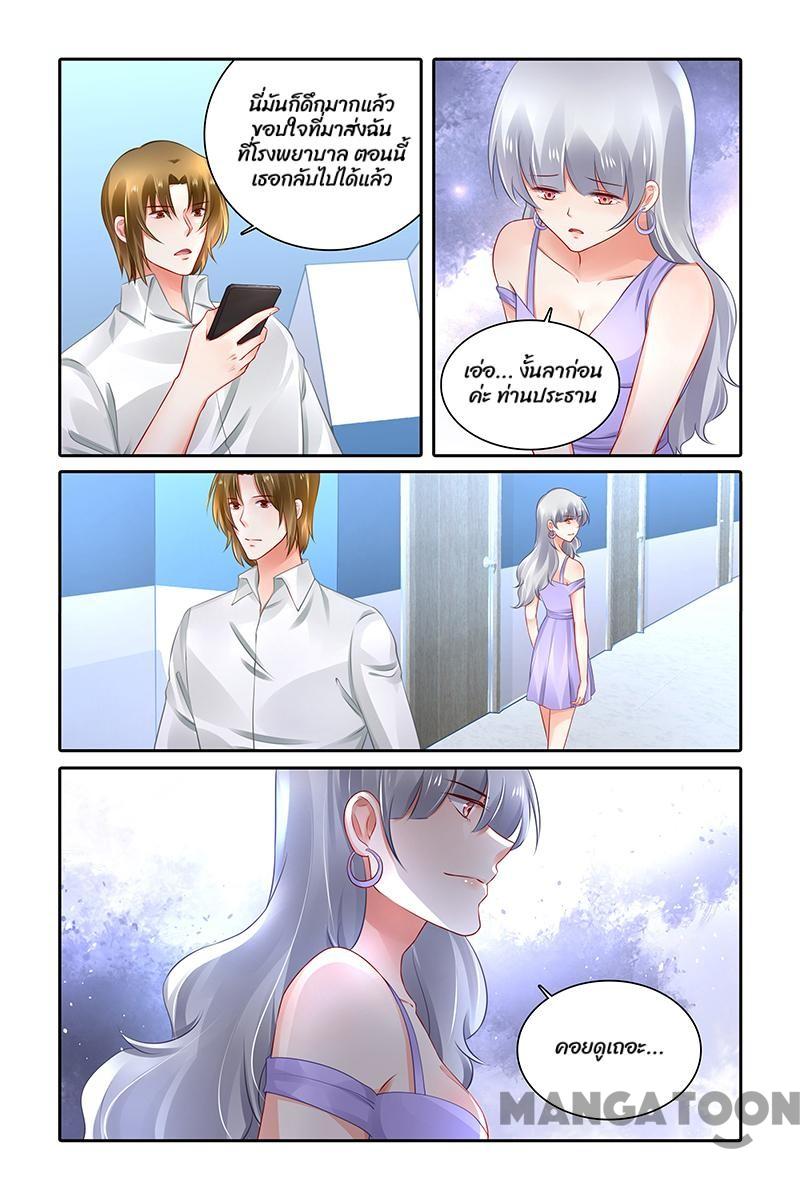 นี่มันก็ดึกมากแล้ว
ขอบใจที่มาส่งฉัน
ที่โรงพยาบาล ตอนนี้
เธอกลับไปได้แล้ว
เอ่อ... งั้นลาก่อน
ค่ะ ท่านประธาน
คอยดูเถอะ...
MANGATOON